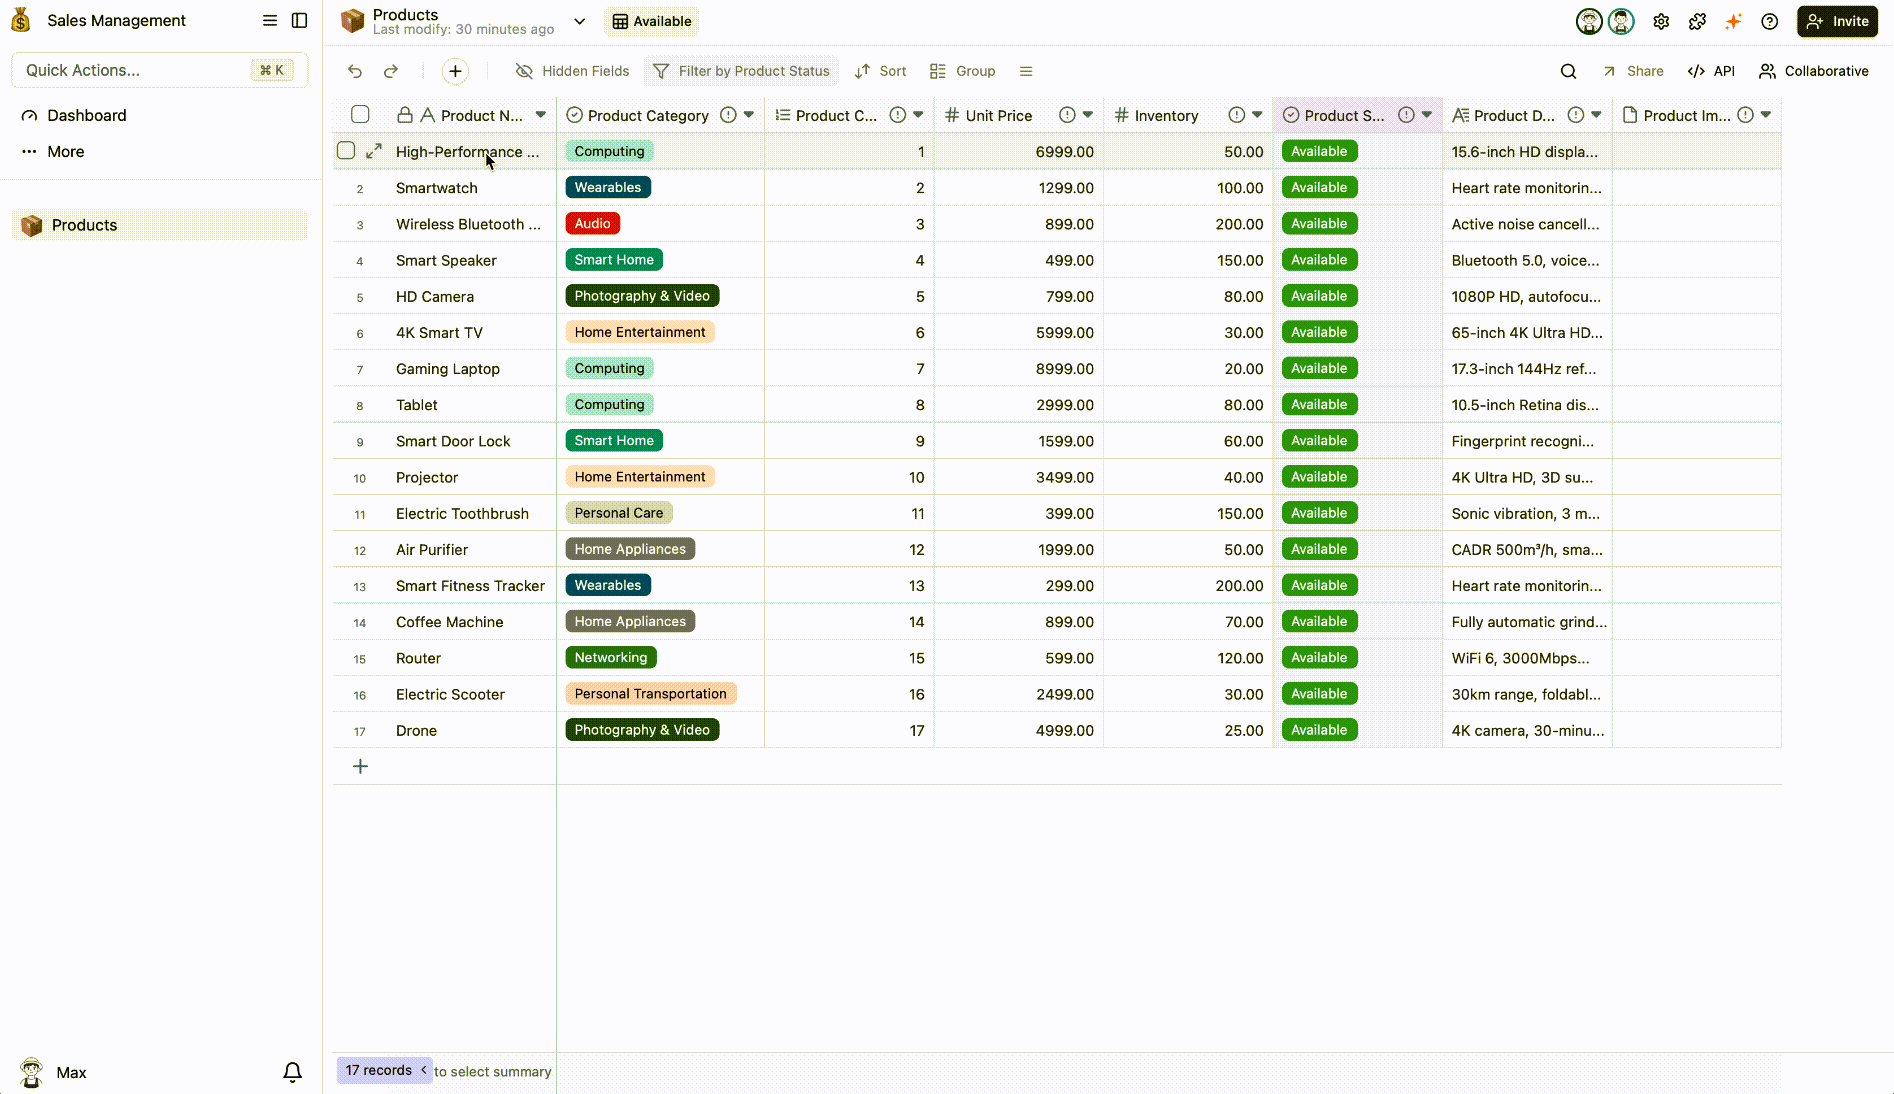 Sales Management
Quick Actions... ⌘ K
Dashboard
More
Products
Max
Products
Last modify: 30 minutes ago
Available
Invite
Hidden Fields Filter by Product Status Sort Group
Share API Collaborative
Product N... Product Category Product C... Unit Price Inventory Product S... Product D... Product Im...
High-Performance ... Computing 1 6999.00 50.00 Available 15.6-inch HD displa...
2 Smartwatch Wearables 2 1299.00 100.00 Available Heart rate monitorin...
3 Wireless Bluetooth ... Audio 3 899.00 200.00 Available Active noise cancell...
4 Smart Speaker Smart Home 4 499.00 150.00 Available Bluetooth 5.0, voice...
5 HD Camera Photography & Video 5 799.00 80.00 Available 1080P HD, autofocu...
6 4K Smart TV Home Entertainment 6 5999.00 30.00 Available 65-inch 4K Ultra HD...
7 Gaming Laptop Computing 7 8999.00 20.00 Available 17.3-inch 144Hz ref...
8 Tablet Computing 8 2999.00 80.00 Available 10.5-inch Retina dis...
9 Smart Door Lock Smart Home 9 1599.00 60.00 Available Fingerprint recogni...
10 Projector Home Entertainment 10 3499.00 40.00 Available 4K Ultra HD, 3D su...
11 Electric Toothbrush Personal Care 11 399.00 150.00 Available Sonic vibration, 3 m...
12 Air Purifier Home Appliances 12 1999.00 50.00 Available CADR 500m³/h, sma...
13 Smart Fitness Tracker Wearables 13 299.00 200.00 Available Heart rate monitorin...
14 Coffee Machine Home Appliances 14 899.00 70.00 Available Fully automatic grind...
15 Router Networking 15 599.00 120.00 Available WiFi 6, 3000Mbps...
16 Electric Scooter Personal Transportation 16 2499.00 30.00 Available 30km range, foldabl...
17 Drone Photography & Video 17 4999.00 25.00 Available 4K camera, 30-minu...
17 records to select summary